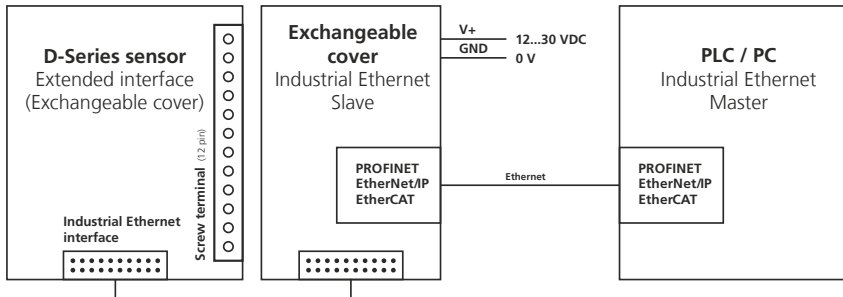 D-Series sensor
Extended interface
(Exchangeable cover)
Screw terminal (12 pin)
Industrial Ethernet
interface
Exchangeable
cover
Industrial Ethernet
Slave
V+
12...30 VDC
GND
0 V
PROFINET
EtherNet/IP
EtherCAT
Ethernet
PLC / PC
Industrial Ethernet
Master
PROFINET
EtherNet/IP
EtherCAT